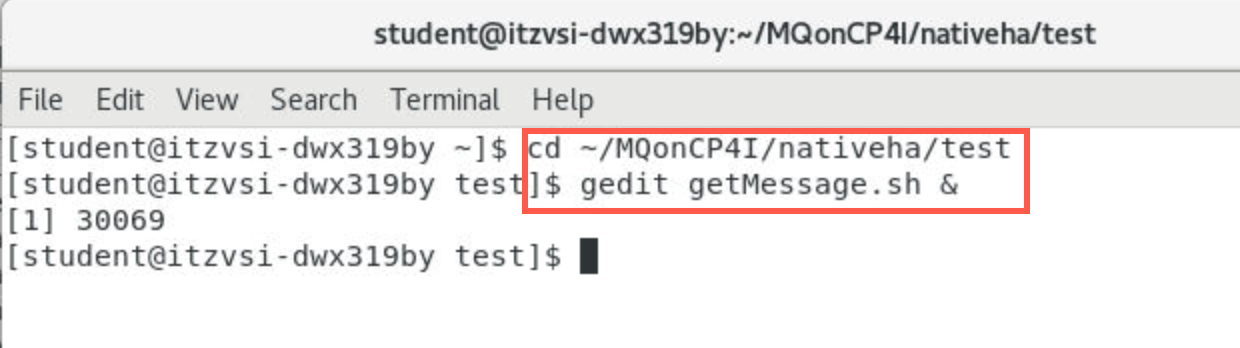 student@itzvsi-dwx319by:~/MQonCP4I/nativeha/test
File Edit View Search Terminal Help
[student@itzvsi-dwx319by ~]$ cd ~/MQonCP4I/nativeha/test
[student@itzvsi-dwx319by test]$ gedit getMessage.sh &
[1] 30069
[student@itzvsi-dwx319by test]$